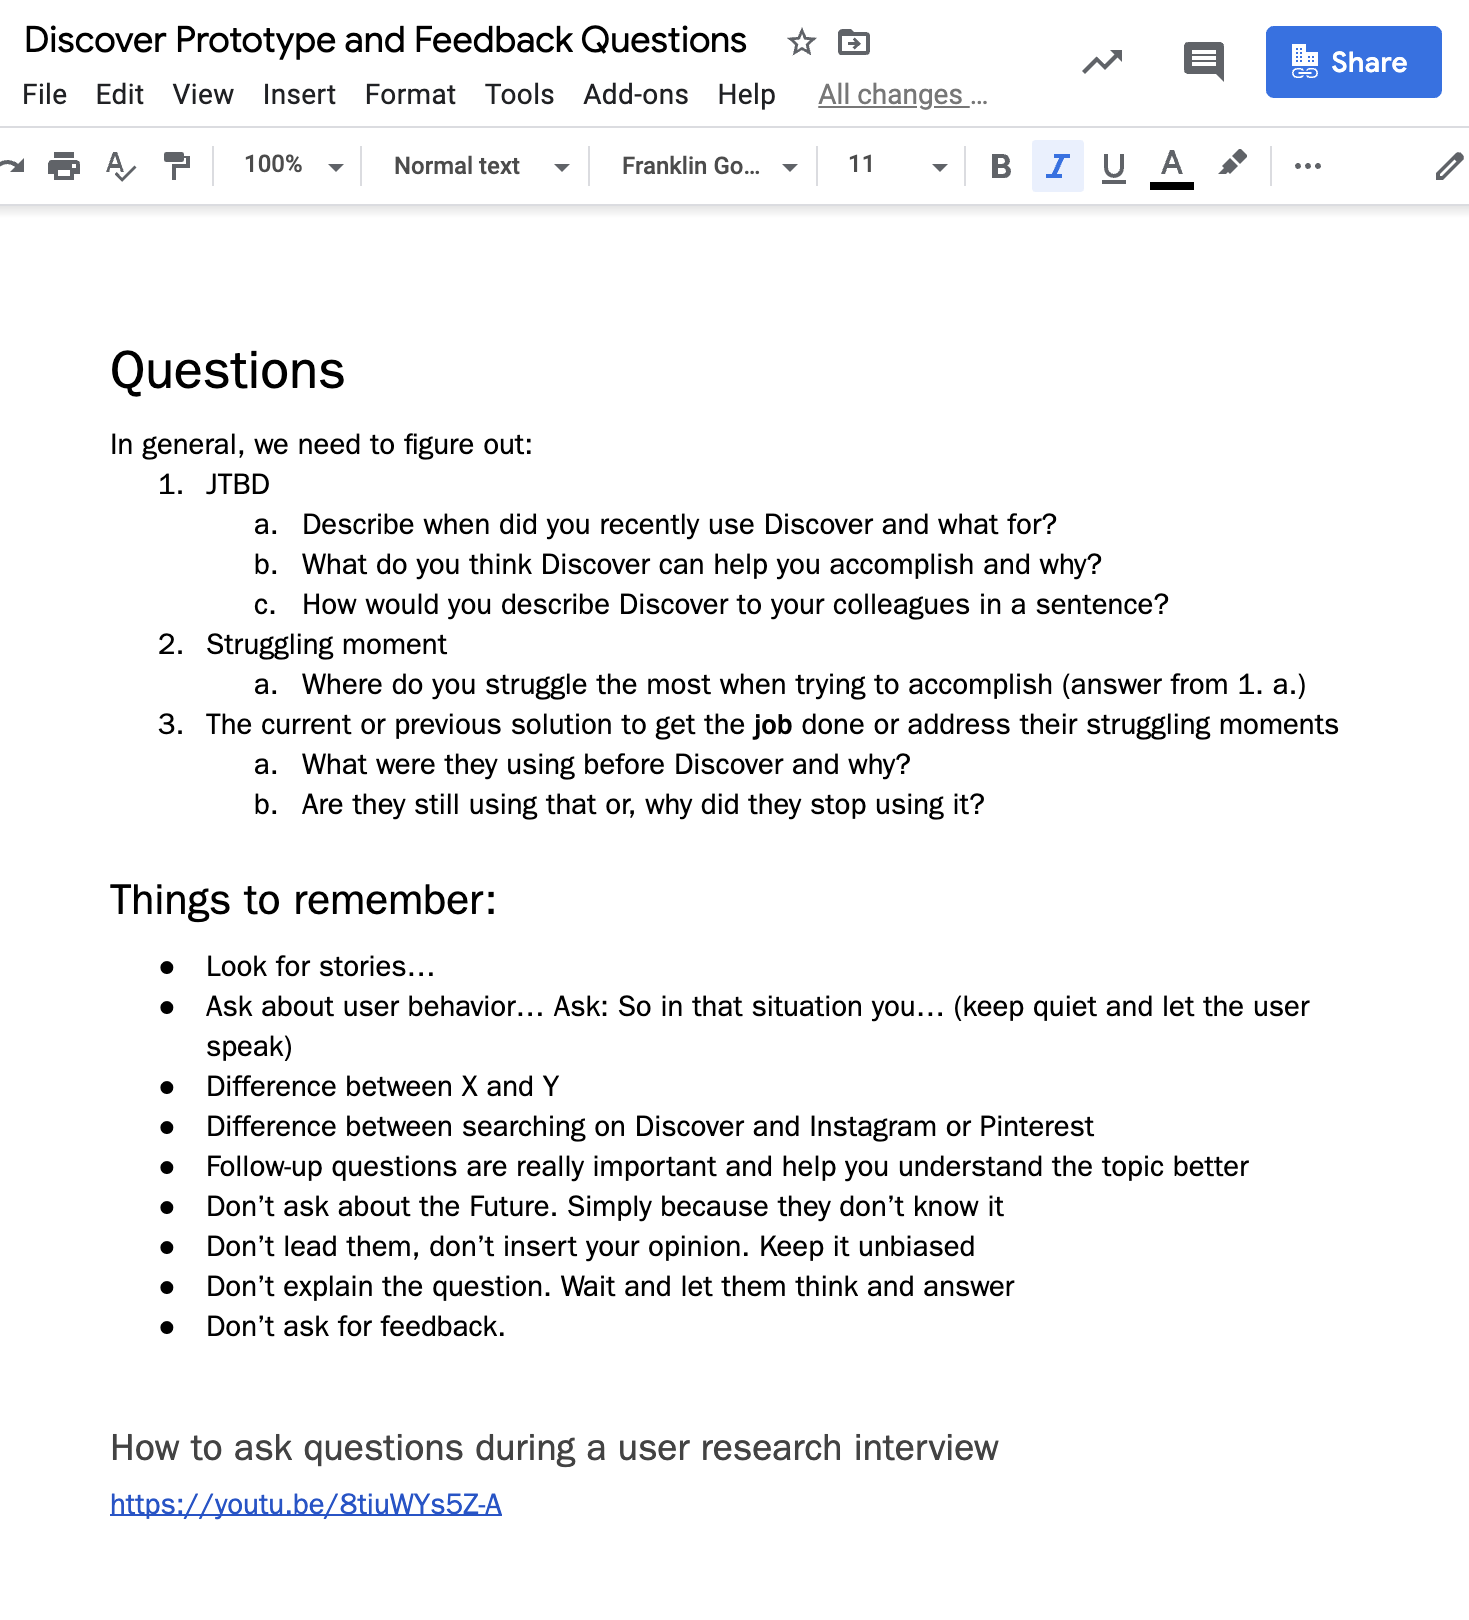 Discover Prototype and Feedback Questions
File Edit View Insert Format Tools Add-ons Help All changes ...
Share
100% Normal text Franklin Go... 11 B I U A
Questions
In general, we need to figure out:
1. JTBD
a. Describe when did you recently use Discover and what for?
b. What do you think Discover can help you accomplish and why?
c. How would you describe Discover to your colleagues in a sentence?
2. Struggling moment
a. Where do you struggle the most when trying to accomplish (answer from 1. a.)
3. The current or previous solution to get the job done or address their struggling moments
a. What were they using before Discover and why?
b. Are they still using that or, why did they stop using it?
Things to remember:
● Look for stories…
● Ask about user behavior… Ask: So in that situation you… (keep quiet and let the user
speak)
● Difference between X and Y
● Difference between searching on Discover and Instagram or Pinterest
● Follow-up questions are really important and help you understand the topic better
● Don’t ask about the Future. Simply because they don’t know it
● Don’t lead them, don’t insert your opinion. Keep it unbiased
● Don’t explain the question. Wait and let them think and answer
● Don’t ask for feedback.
How to ask questions during a user research interview
https://youtu.be/8tiuWYs5Z-A